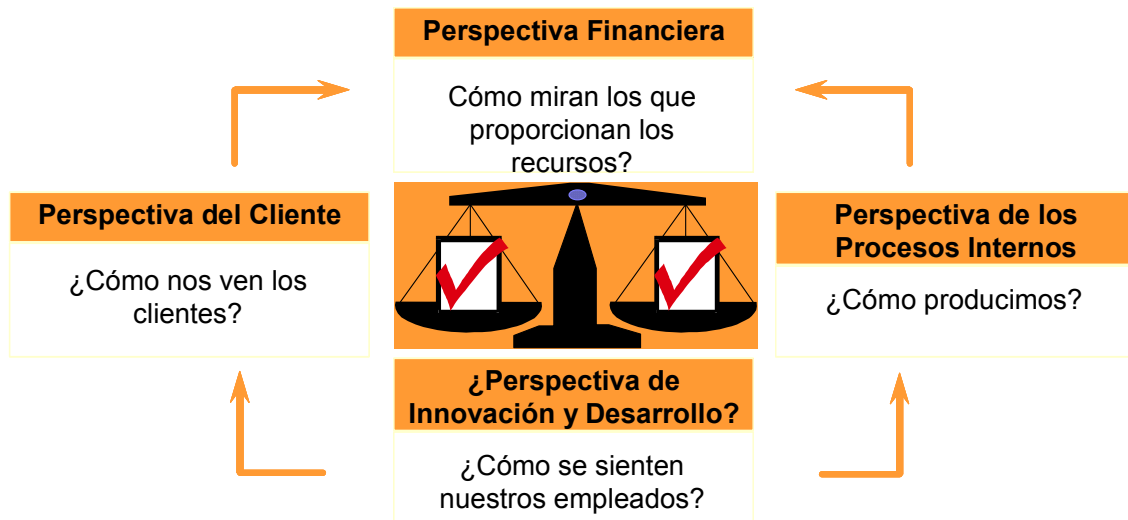 Perspectiva Financiera
Cómo miran los que
proporcionan los
recursos?
Perspectiva del Cliente
¿Cómo nos ven los
clientes?
Perspectiva de los
Procesos Internos
¿Cómo producimos?
¿Perspectiva de
Innovación y Desarrollo?
¿Cómo se sienten
nuestros empleados?